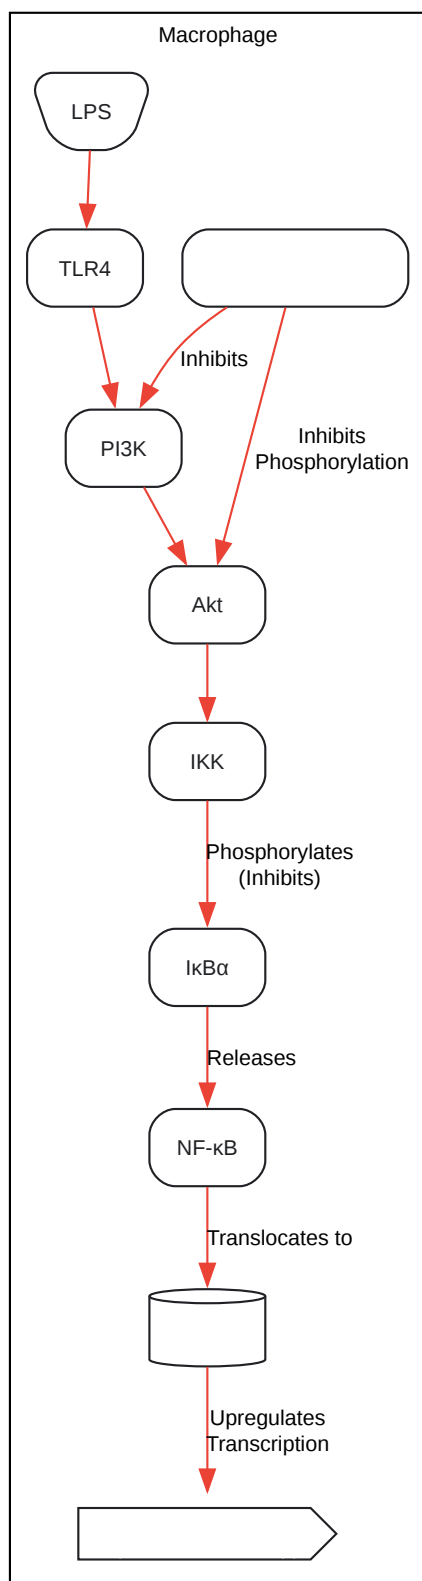 Macrophage
LPS
TLR4
Inhibits
PI3K
Inhibits
Phosphorylation
Akt
IKK
Phosphorylates
(Inhibits)
IκBα
Releases
NF-κB
Translocates to
Upregulates
Transcription